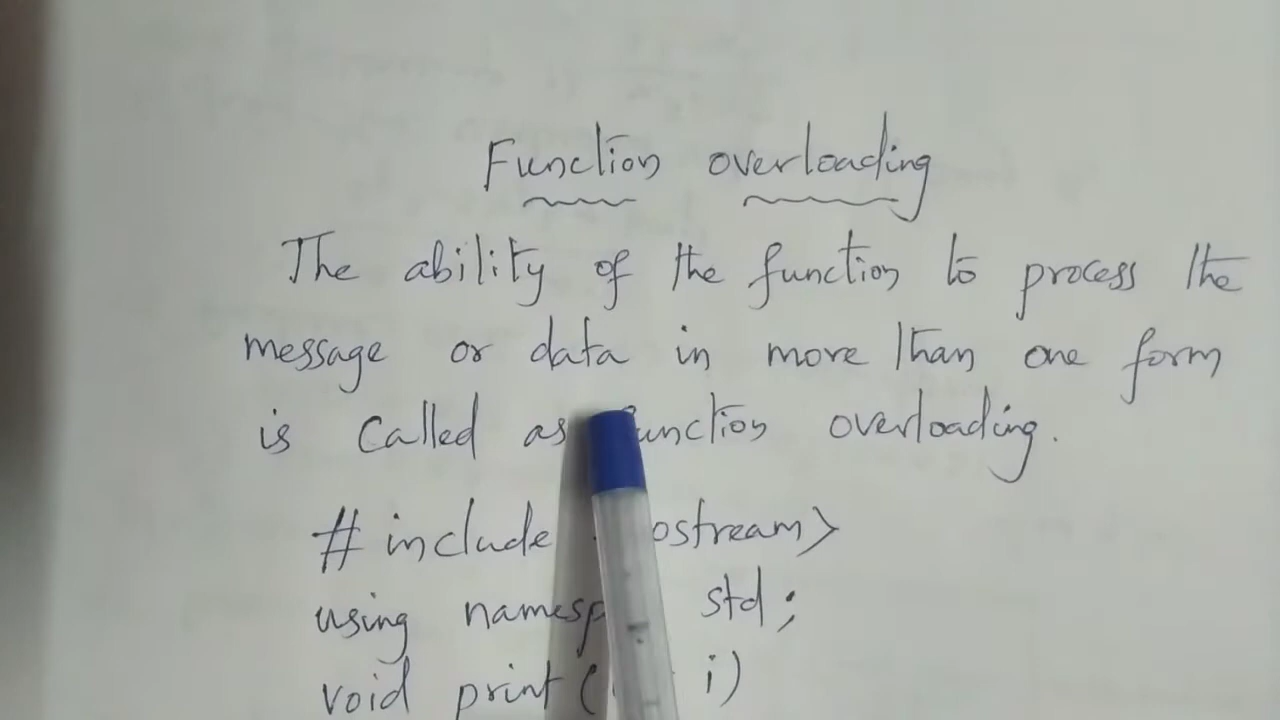 Function overloading
The ability of the function to process the
message or data in more than one form
is called as function overloading.
#include ostream>
using namesp std;
void print( i)